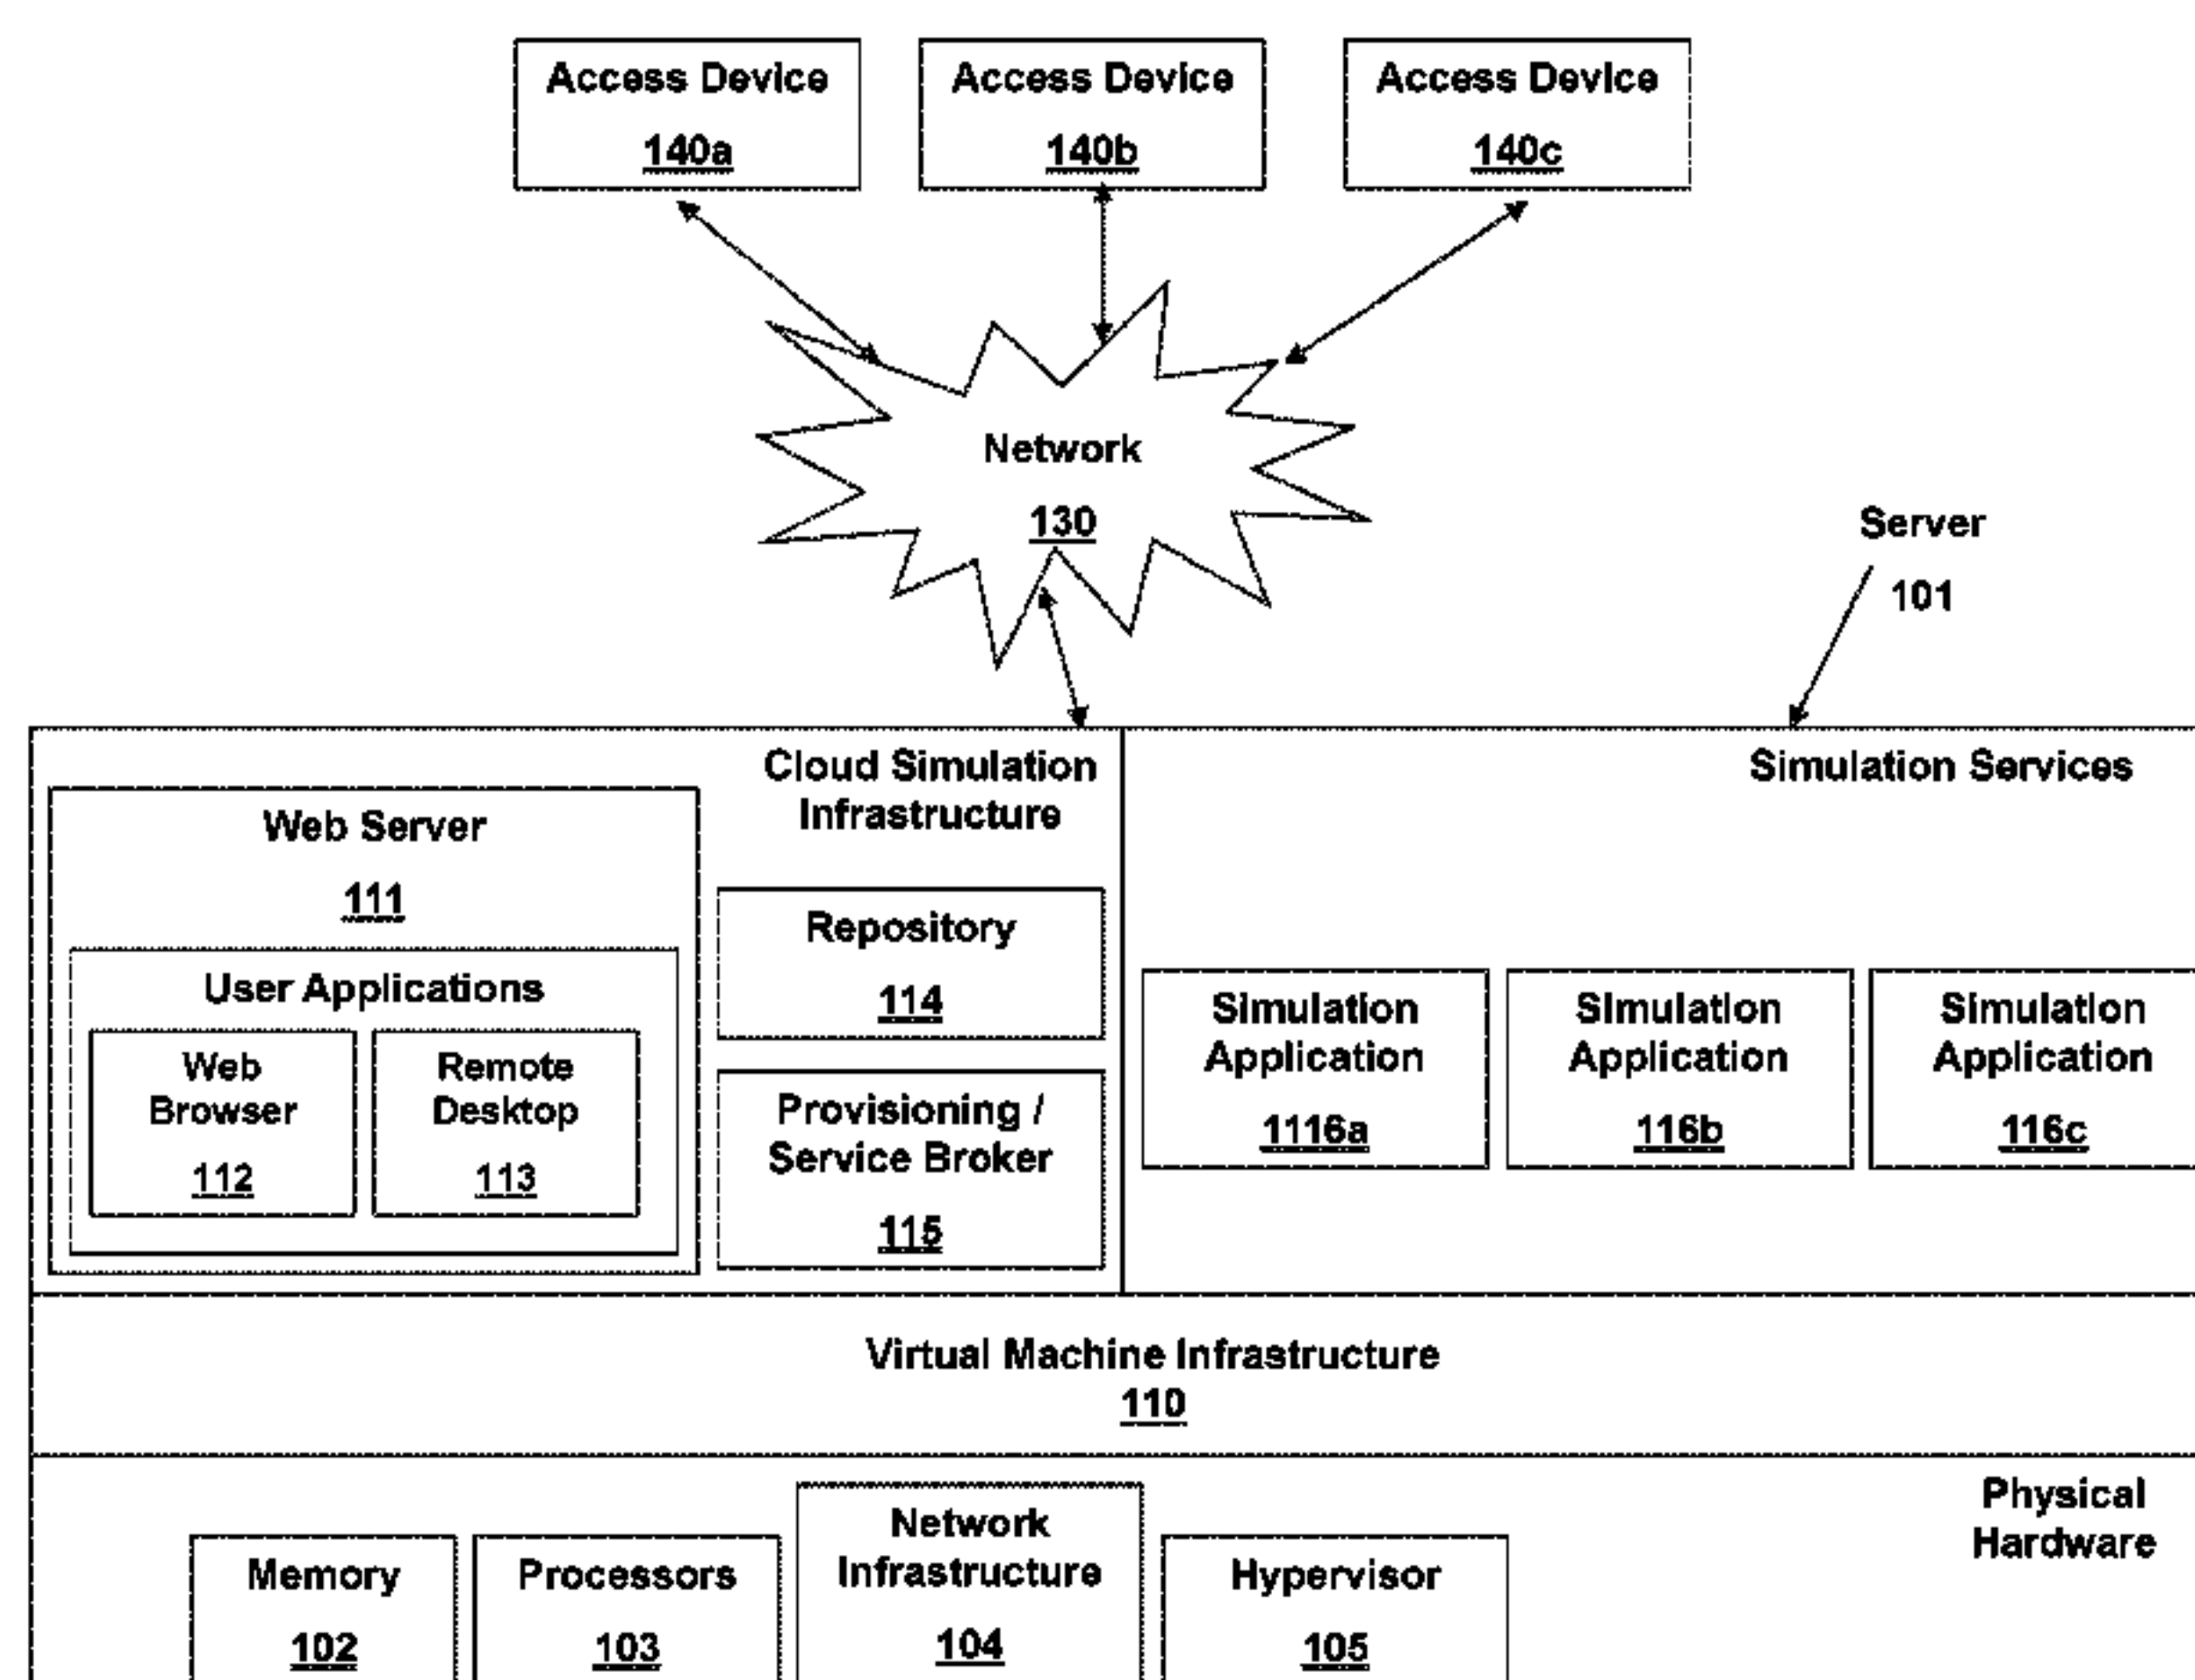 Access Device
140a
Access Device
140b
Access Device
140c
Network
130
Server
101
Cloud Simulation
Infrastructure
Web Server
111
User Applications
Web
Browser
112
Remote
Desktop
113
Repository
114
Provisioning /
Service Broker
115
Simulation Services
Simulation
Application
1116a
Simulation
Application
116b
Simulation
Application
116c
Virtual Machine Infrastructure
110
Physical
Hardware
Memory
102
Processors
103
Network
Infrastructure
104
Hypervisor
105